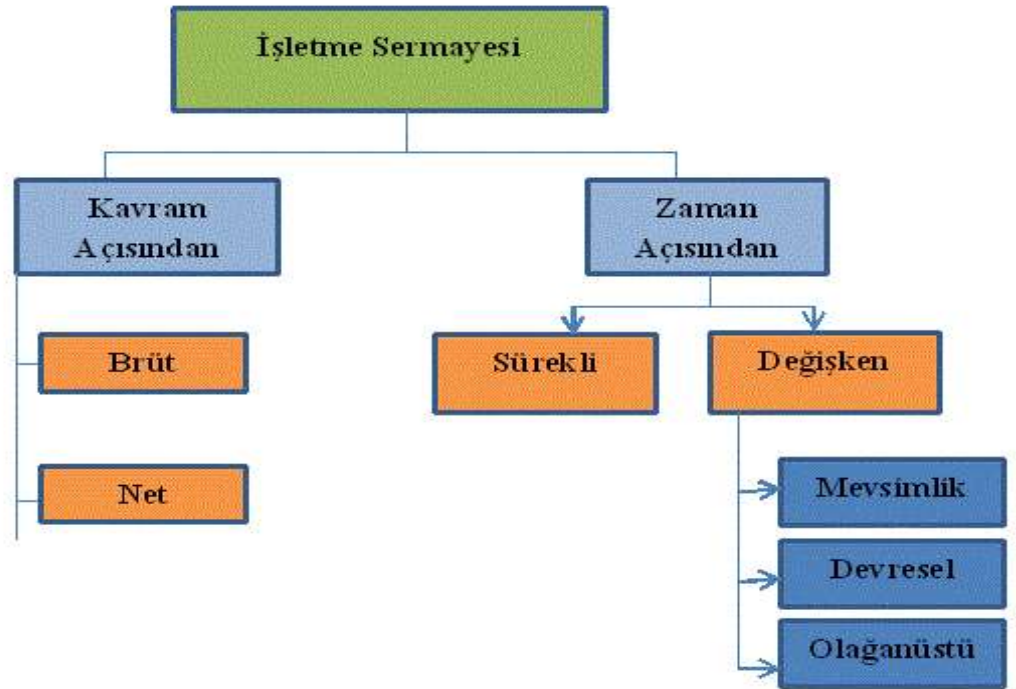 İşletme Sermayesi
Kavram
Açısından
Zaman
Açısından
Brüt
Net
Sürekli
Değişken
Mevsimlik
Devresel
Olağanüstü